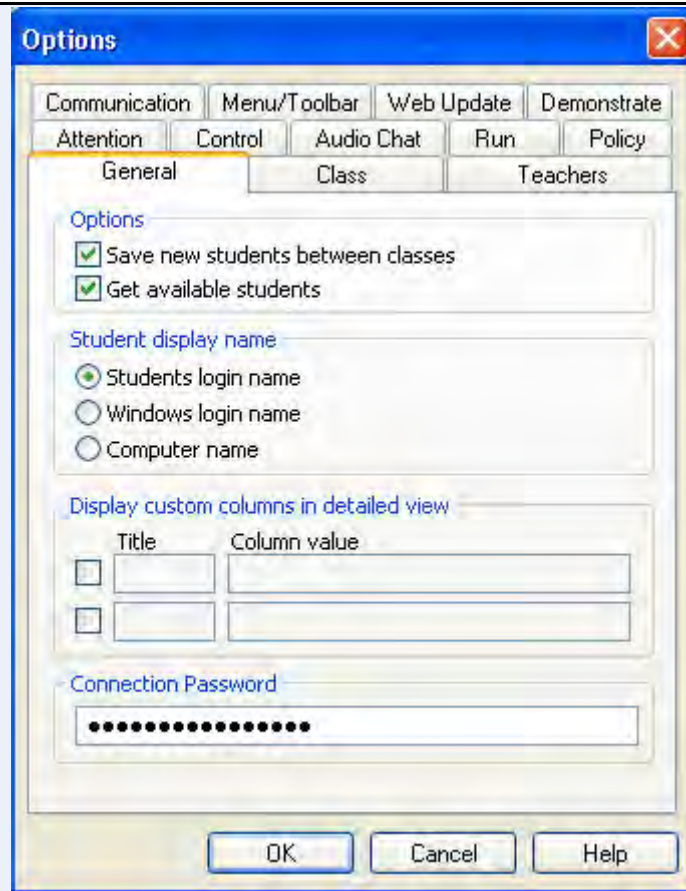 Options
Communication Menu/Toolbar Web Update Demonstrate
Attention Control Audio Chat Run Policy
General Class Teachers
Options
Save new students between classes
Get available students
Student display name
Students login name
Windows login name
Computer name
Display custom columns in detailed view
Title Column value
Connection Password
●●●●●●●●●●●●●●●●
OK Cancel Help